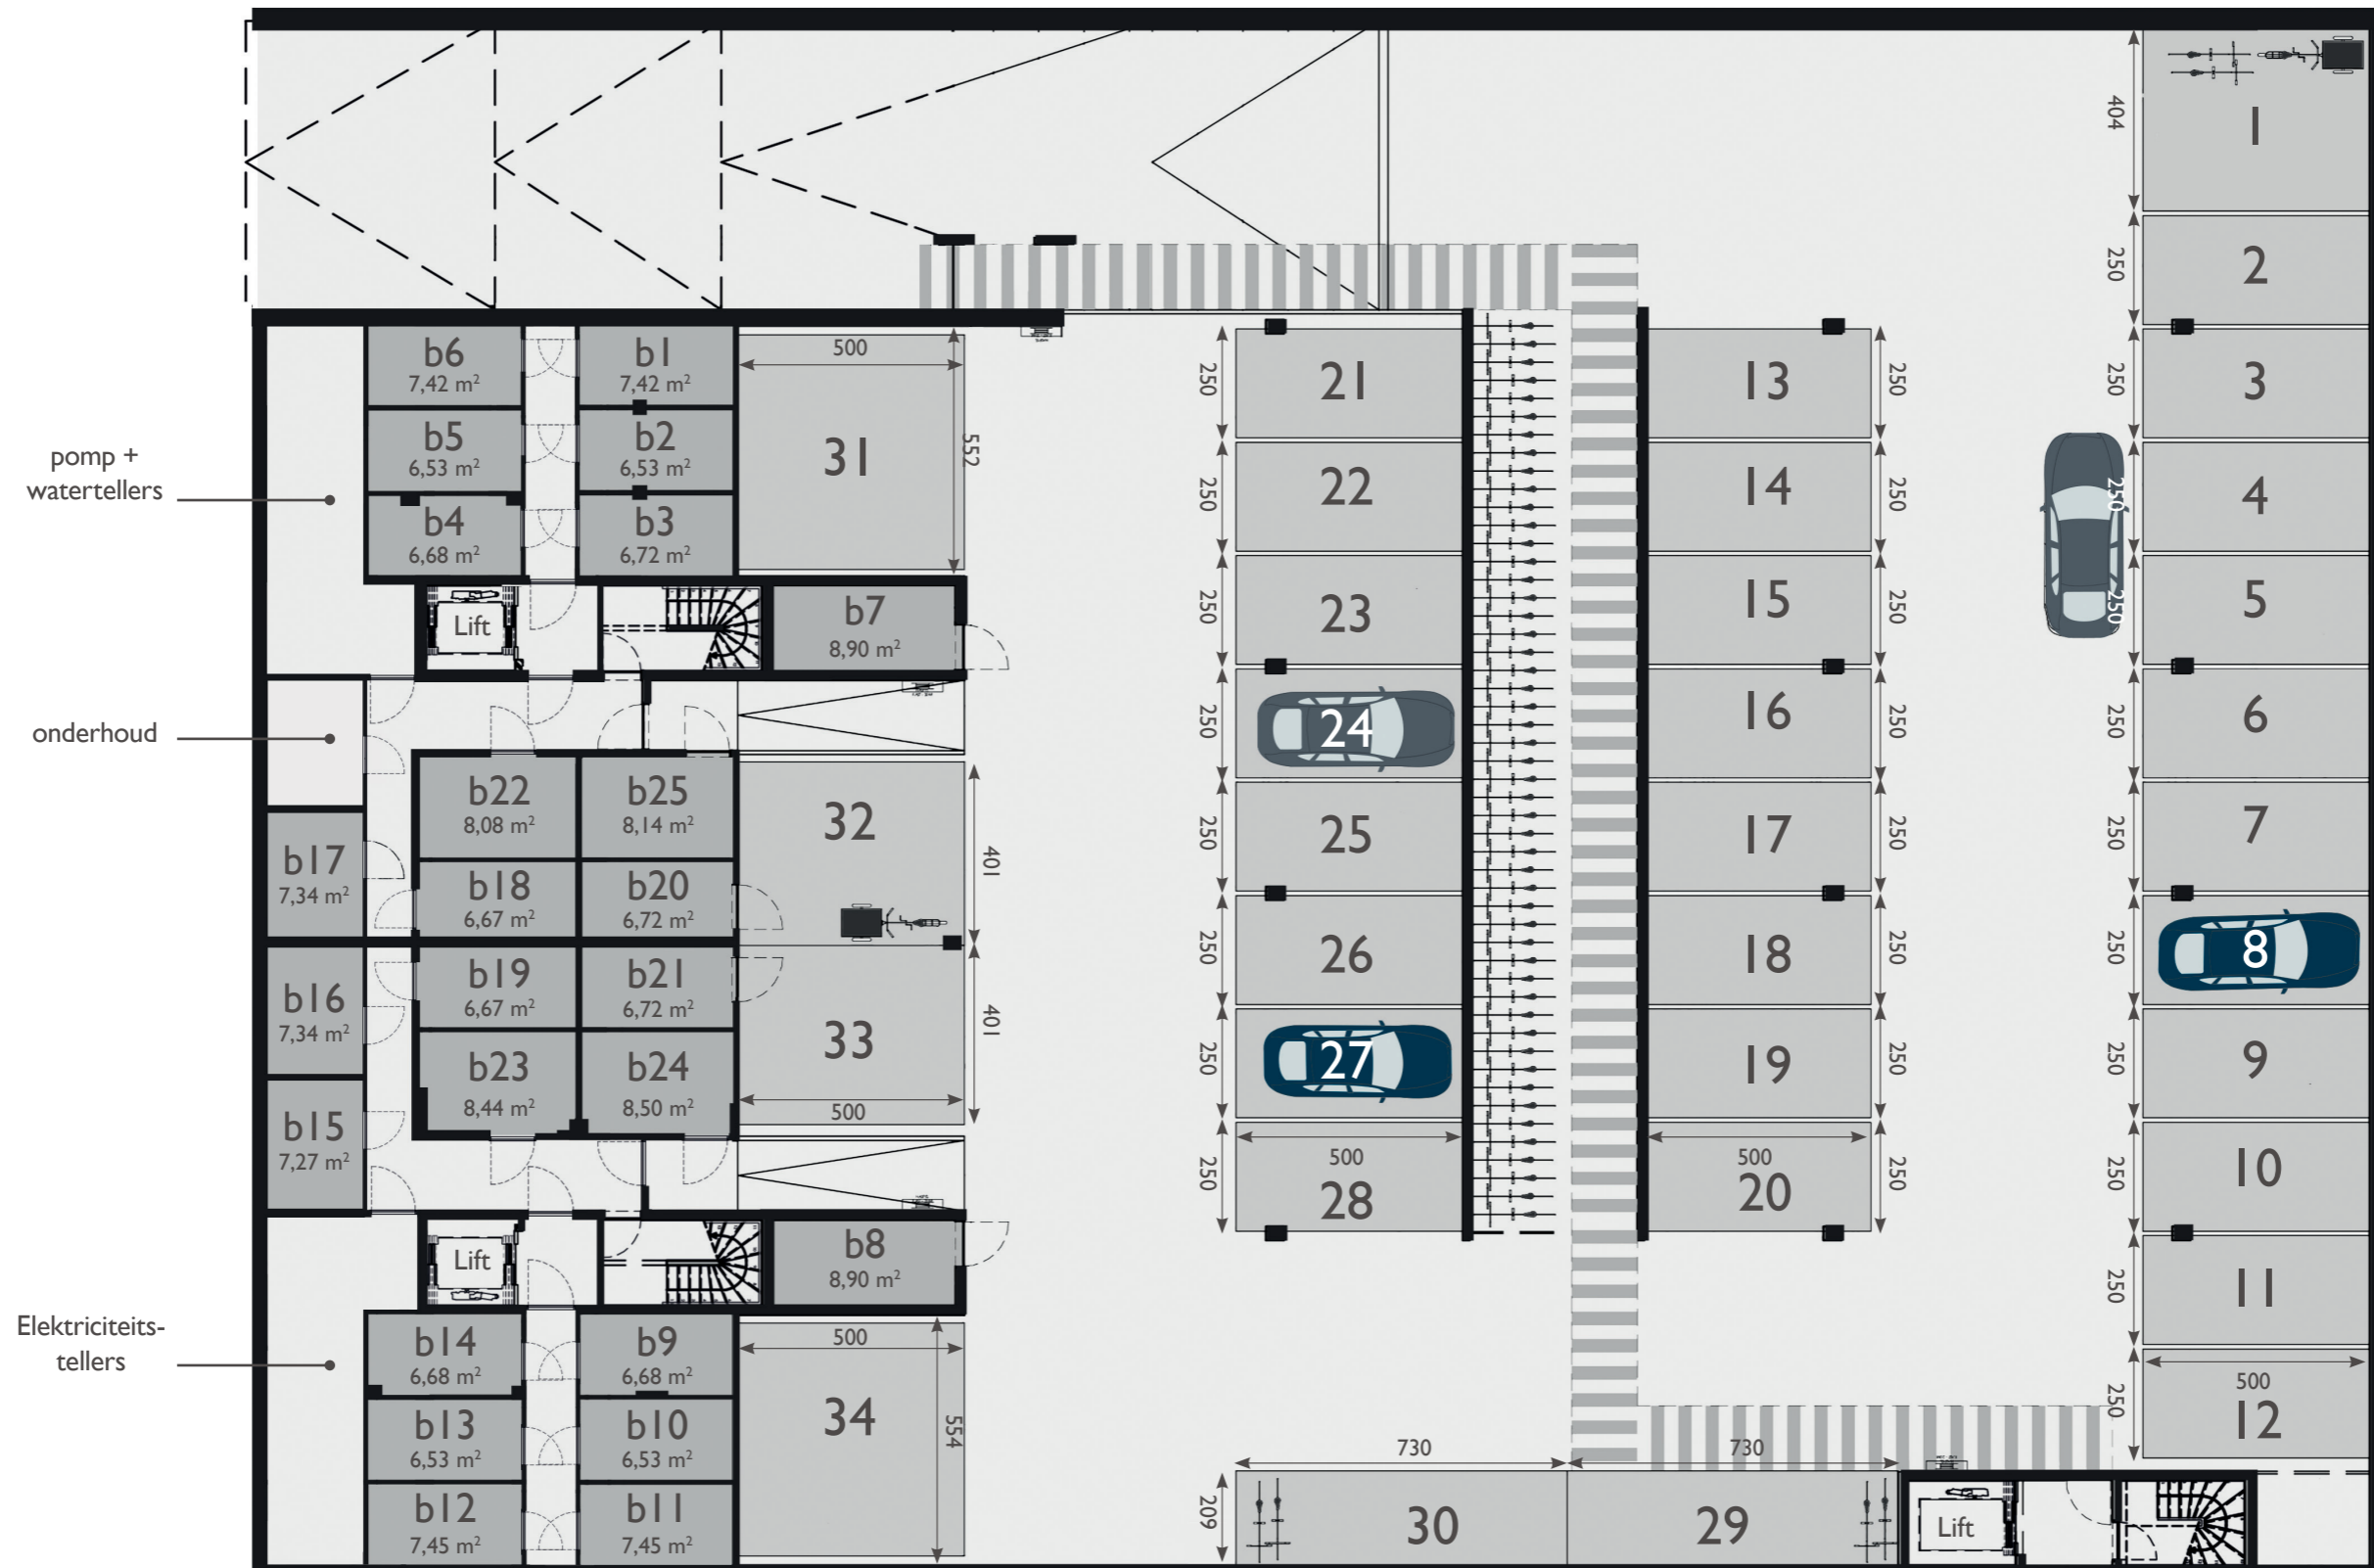 pomp +
watertellers
onderhoud
Elektriciteits-
tellers
b6
7,42 m²
b1
7,42 m²
b5
6,53 m²
b2
6,53 m²
b4
6,68 m²
b3
6,72 m²
Lift
b7
8,90 m²
b22
8,08 m²
b25
8,14 m²
b17
7,34 m²
b18
6,67 m²
b20
6,72 m²
b16
7,34 m²
b19
6,67 m²
b21
6,72 m²
b15
7,27 m²
b23
8,44 m²
b24
8,50 m²
Lift
b8
8,90 m²
b14
6,68 m²
b9
6,68 m²
b13
6,53 m²
b10
6,53 m²
b12
7,45 m²
b11
7,45 m²
500
31
552
32
401
33
401
500
500
34
554
250
21
250
22
250
23
250
24
250
25
250
26
250
27
250
500
28
13
250
14
250
15
250
16
250
17
250
18
250
19
250
500
20
250
730
730
209
30
29
Lift
404
1
250
2
250
3
250
4
250
5
250
6
250
7
250
8
250
9
250
10
250
11
250
500
12